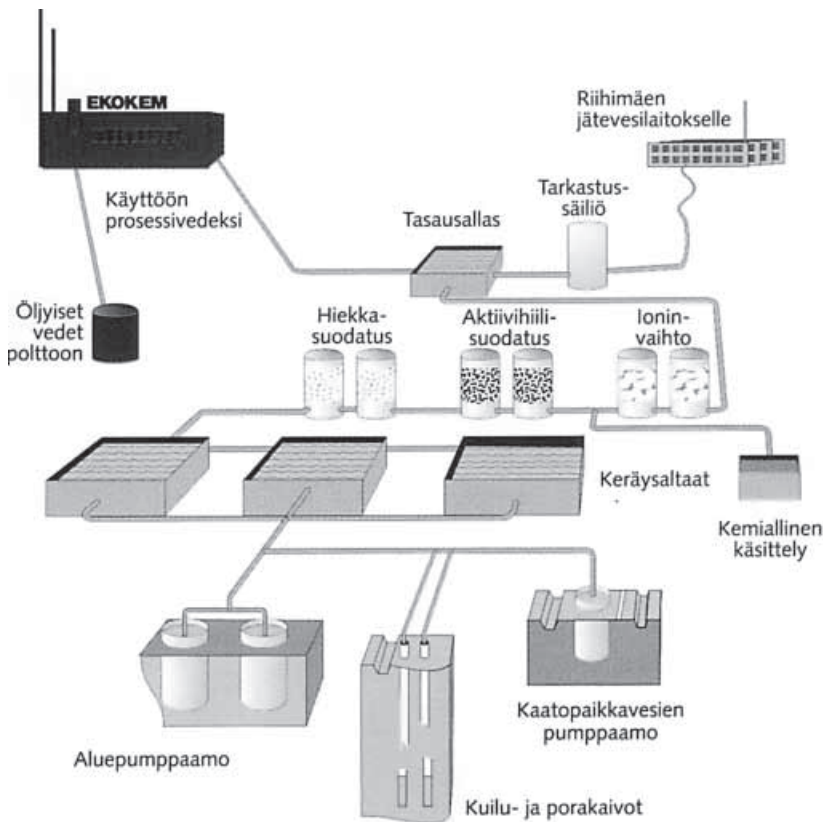 EKOKEM
Riihimäen
jätevesilaitokselle
Käyttöön
prosessivedeksi
Tarkastus-
säiliö
Tasausallas
Öljyiset
vedet
polttoon
Hiekka-
suodatus
Aktiivihiili-
suodatus
Ionin-
vaihto
Keräysaltaat
Kemiallinen
käsittely
Kaatopaikkavesien
pumppaamo
Aluepumppaamo
Kuilu- ja porakaivot